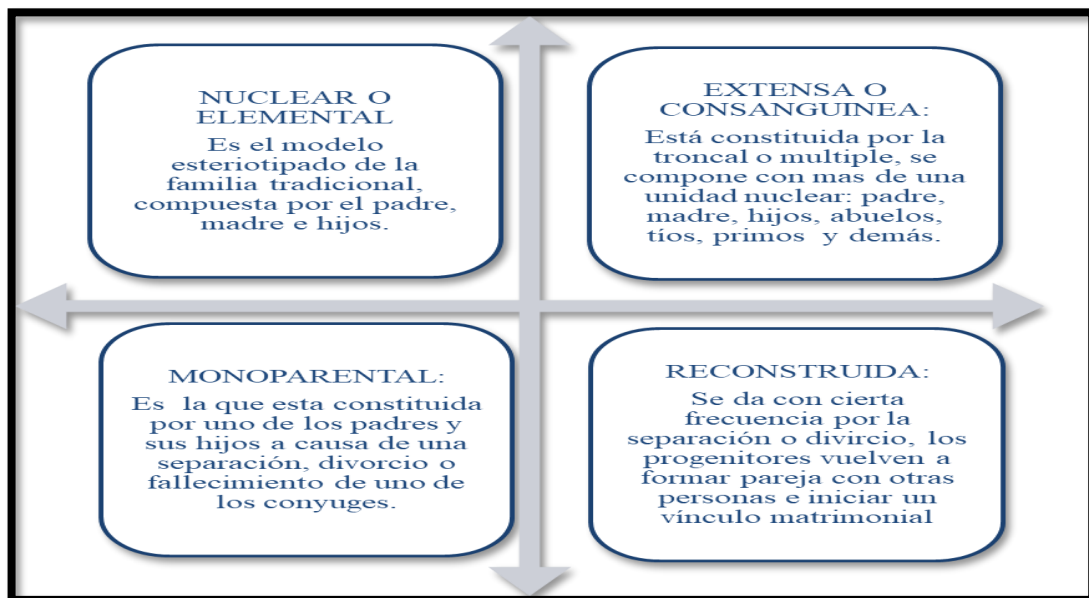 NUCLEAR O
ELEMENTAL
Es el modelo
esteriotipado de la
familia tradicional,
compuesta por el padre,
madre e hijos.
EXTENSA O
CONSANGUINEA:
Está constituida por la
troncal o multiple, se
compone con mas de una
unidad nuclear: padre,
madre, hijos, abuelos,
tíos, primos y demás.
MONOPARENTAL:
Es la que esta constituida
por uno de los padres y
sus hijos a causa de una
separación, divorcio o
fallecimiento de uno de
los conyuges.
RECONSTRUIDA:
Se da con cierta
frecuencia por la
separación o divircio, los
progenitores vuelven a
formar pareja con otras
personas e iniciar un
vínculo matrimonial